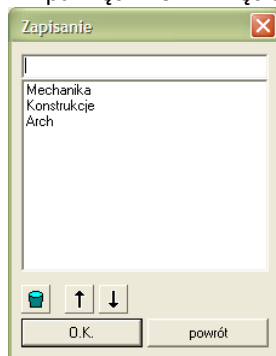 Zapisanie
Mechanika
Konstrukcje
Arch
O.K.
powrót